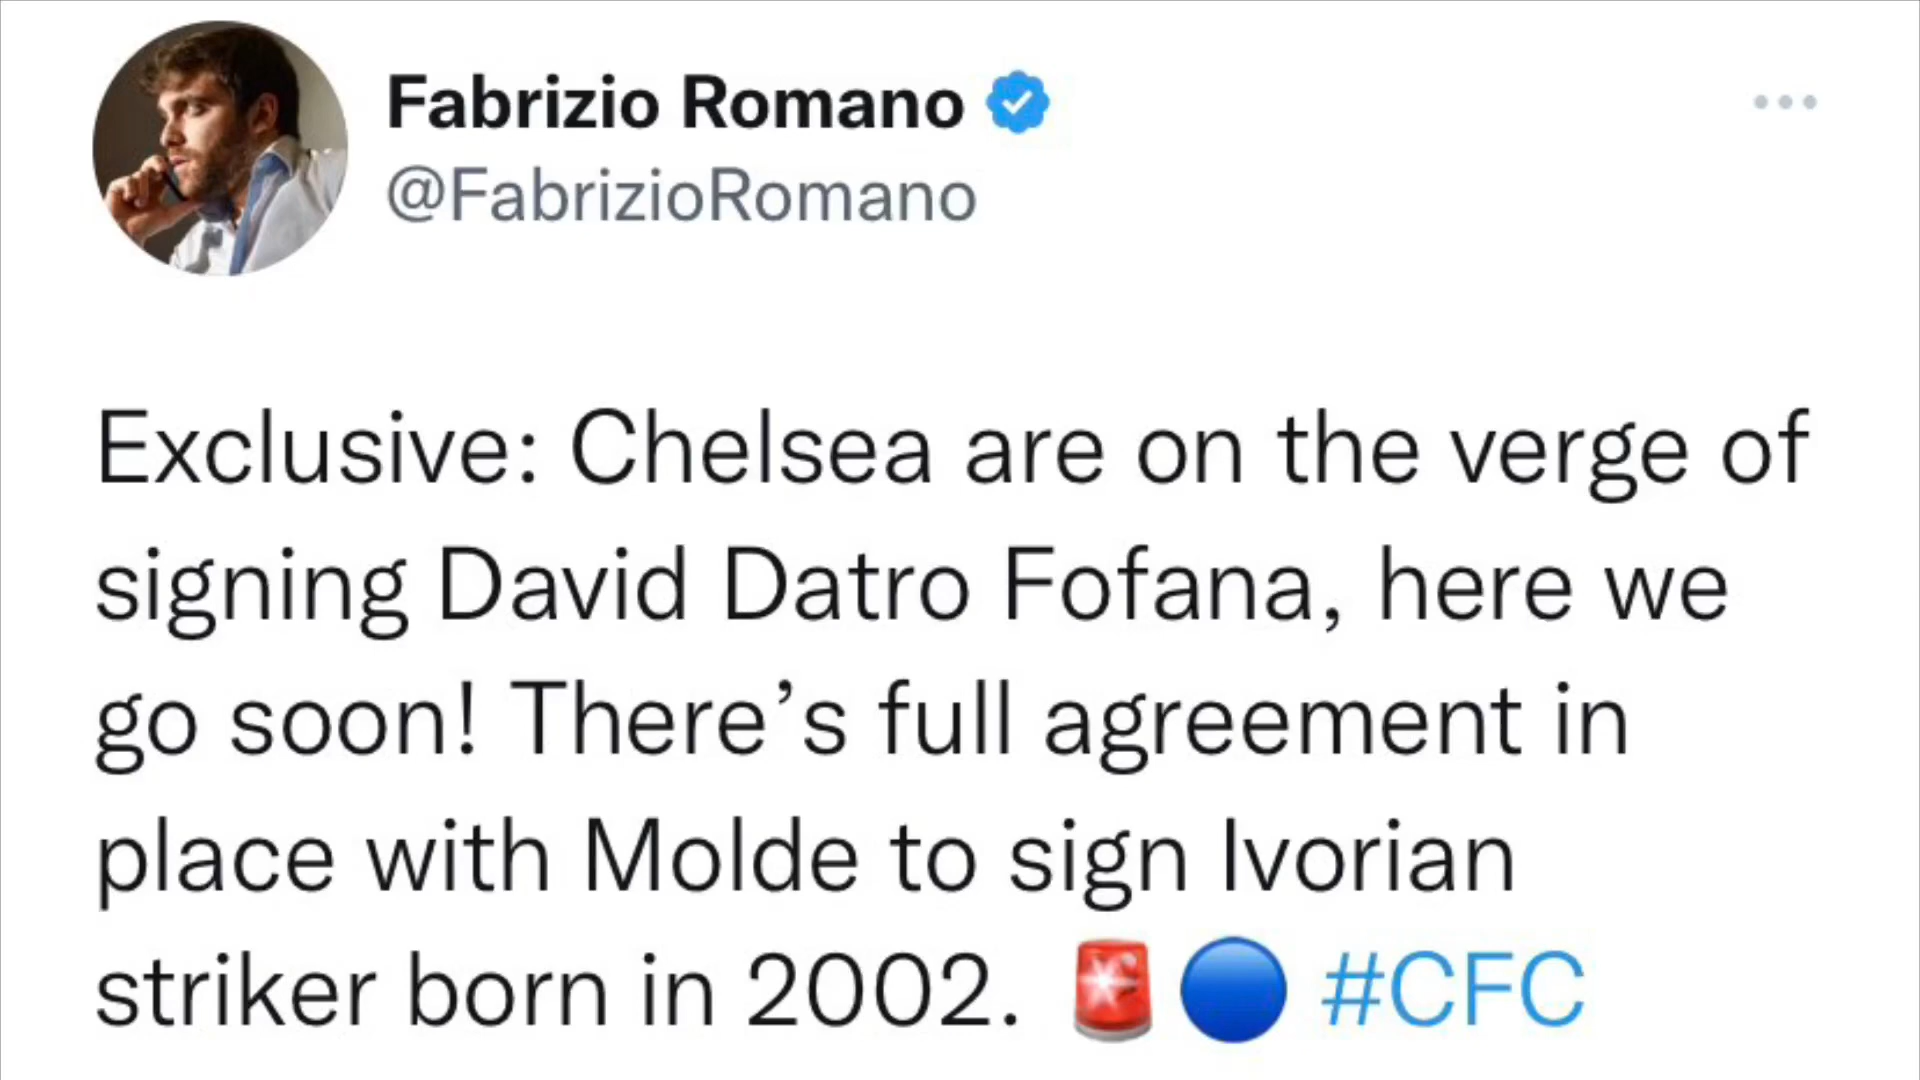 Fabrizio Romano
@FabrizioRomano
Exclusive: Chelsea are on the verge of
signing David Datro Fofana, here we
go soon! There’s full agreement in
place with Molde to sign Ivorian
striker born in 2002. 🚨🔵 #CFC